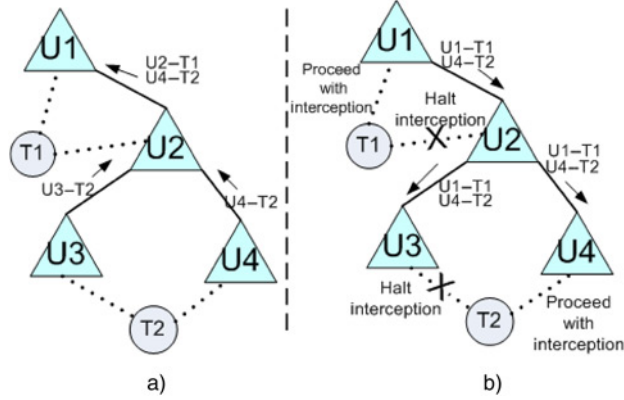 U1
U2–T1
U4–T2
T1
U2
U3–T2
U4–T2
U3
U4
T2
a)
U1
Proceed
with
interception
U1–T1
U4–T2
Halt
interception
T1
U2
U1–T1
U4–T2
U1–T1
U4–T2
U3
U4
Halt
interception
T2
Proceed
with
interception
b)